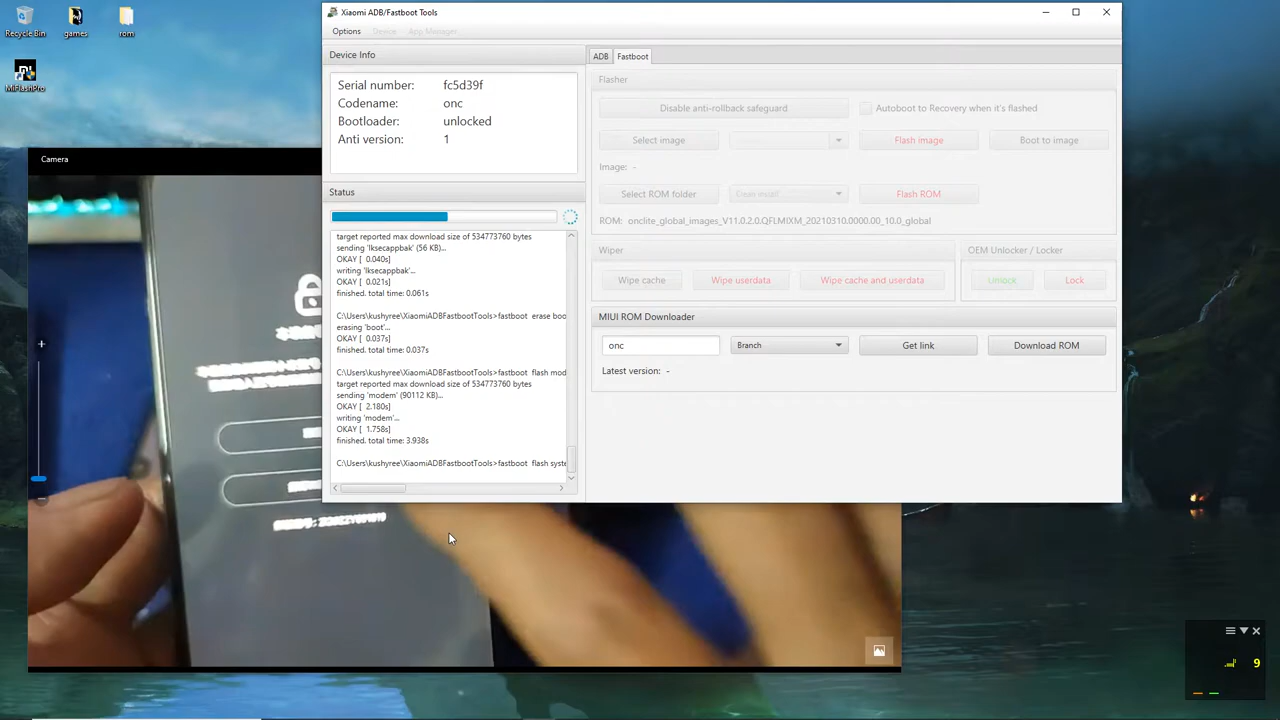 Recycle Bin
games
rom
MiFlashPro
Camera
Xiaomi ADB/Fastboot Tools
Options
Device
App Manager
Device Info
Serial number: fc5d39f
Codename: onc
Bootloader: unlocked
Anti version: 1
Status
target reported max download size of 534773760 bytes
sending 'lksecappbak' (56 KB)...
OKAY [ 0.040s]
writing 'lksecappbak'...
OKAY [ 0.021s]
finished. total time: 0.061s
C:\Users\kushyree\XiaomiADBFastbootTools>fastboot erase boo
erasing 'boot'...
OKAY [ 0.037s]
finished. total time: 0.037s
C:\Users\kushyree\XiaomiADBFastbootTools>fastboot flash mod
target reported max download size of 534773760 bytes
sending 'modem' (90112 KB)...
OKAY [ 2.180s]
writing 'modem'...
OKAY [ 1.758s]
finished. total time: 3.938s
C:\Users\kushyree\XiaomiADBFastbootTools>fastboot flash syste
ADB
Fastboot
Flasher
Disable anti-rollback safeguard
Autoboot to Recovery when it's flashed
Select image
Flash image
Boot to image
Image: -
Select ROM folder
Clean install
Flash ROM
ROM: onclite_global_images_V11.0.2.0.QFLMIXM_20210310.0000.00_10.0_global
Wiper
Wipe cache
Wipe userdata
Wipe cache and userdata
OEM Unlocker / Locker
Unlock
Lock
MIUI ROM Downloader
onc
Branch
Get link
Download ROM
Latest version: -
9